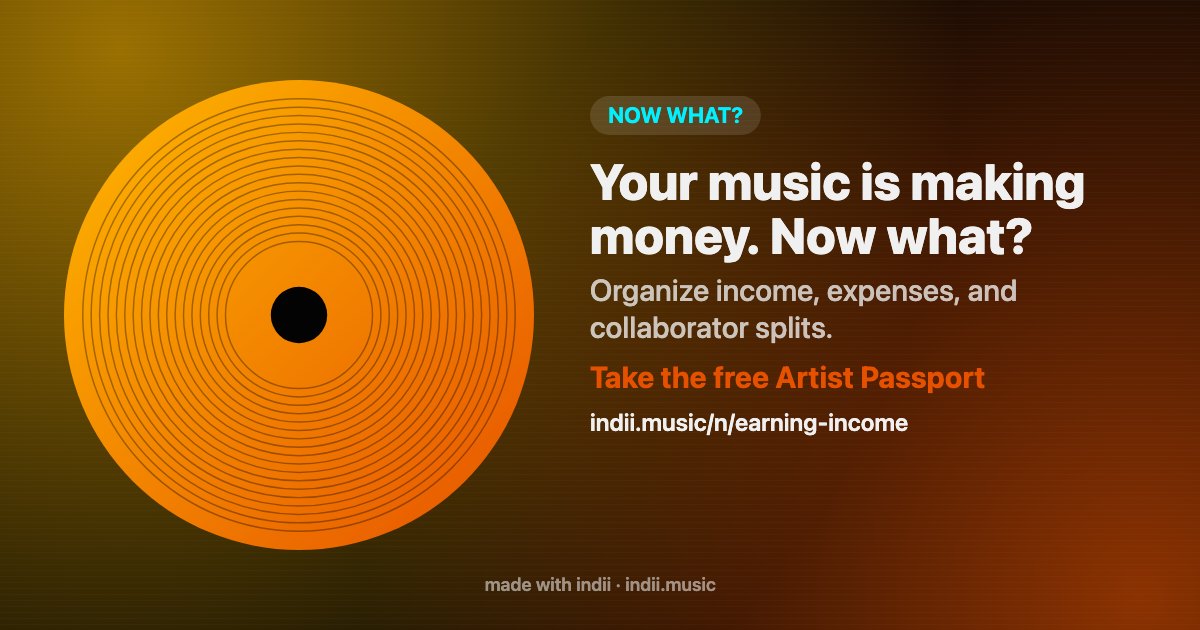 NOW WHAT?
Your music is making
money. Now what?
Organize income, expenses, and
collaborator splits.
Take the free Artist Passport
indii.music/n/earning-income
made with indii · indii.music